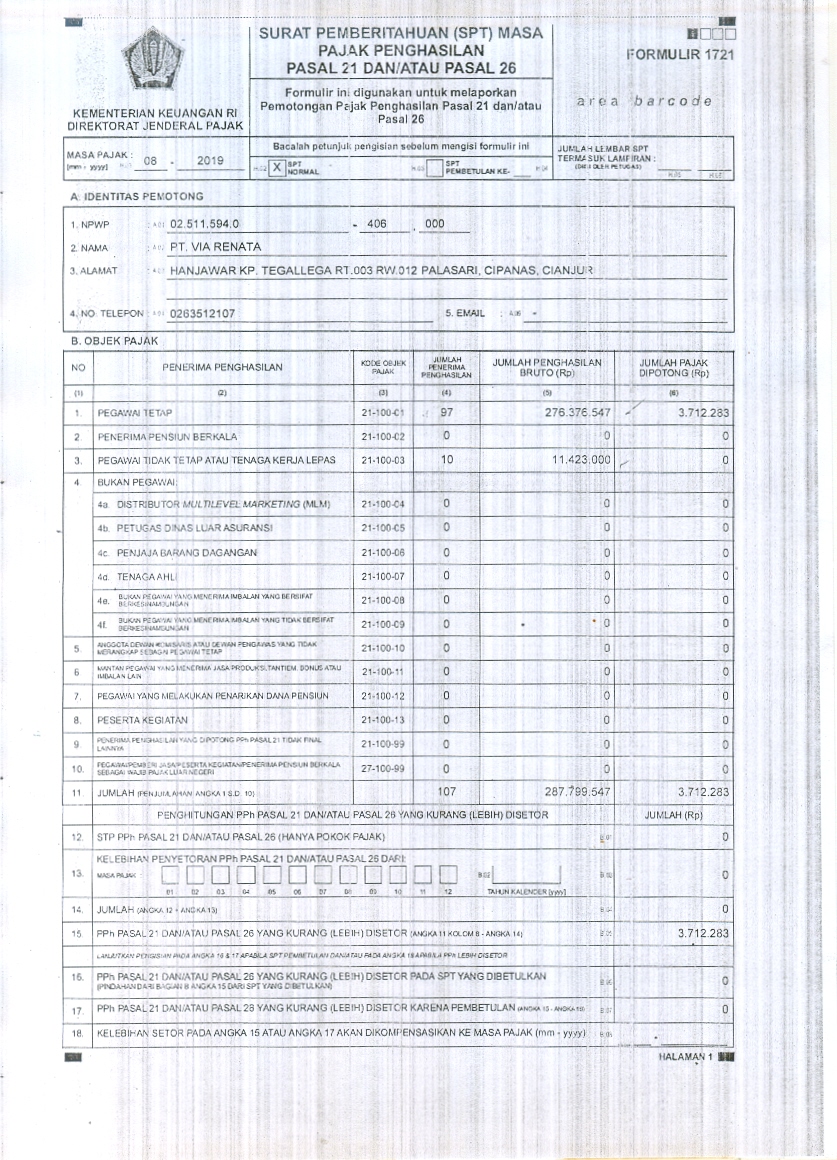 SURAT PEMBERITAHUAN (SPT) MASA
PAJAK PENGHASILAN
PASAL 21 DAN/ATAU PASAL 26
FORMULIR 1721
Formulir ini digunakan untuk melaporkan
Pemotongan Pajak Penghasilan Pasal 21 dan/atau
Pasal 26
area barcode
KEMENTERIAN KEUANGAN RI
DIREKTORAT JENDERAL PAJAK
MASA PAJAK :
[mm - yyyy] H.01 08 - 2019
Bacalah petunjuk pengisian sebelum mengisi formulir ini
H.02 X SPT NORMAL H.03 SPT PEMBETULAN KE- H.04
JUMLAH LEMBAR SPT
TERMASUK LAMPIRAN :
(DIISI OLEH PETUGAS)
H.05
A. IDENTITAS PEMOTONG
1. NPWP : A.01 02.511.594.0 - 406 . 000
2. NAMA : A.02 PT. VIA RENATA
3. ALAMAT : A.03 HANJAWAR KP. TEGALLEGA RT.003 RW.012 PALASARI, CIPANAS, CIANJUR
4. NO. TELEPON : A.04 0263512107 5. EMAIL : -
B. OBJEK PAJAK
NO PENERIMA PENGHASILAN KODE OBJEK PAJAK JUMLAH PENERIMA PENGHASILAN JUMLAH PENGHASILAN BRUTO (Rp) JUMLAH PAJAK DIPOTONG (Rp)
(1) (2) (3) (4) (5) (6)
1. PEGAWAI TETAP 21-100-01 97 276.376.547 3.712.283
2. PENERIMA PENSIUN BERKALA 21-100-02 0 0 0
3. PEGAWAI TIDAK TETAP ATAU TENAGA KERJA LEPAS 21-100-03 10 11.423.000 0
4. BUKAN PEGAWAI:
4a. DISTRIBUTOR MULTILEVEL MARKETING (MLM) 21-100-04 0 0 0
4b. PETUGAS DINAS LUAR ASURANSI 21-100-05 0 0 0
4c. PENJAJA BARANG DAGANGAN 21-100-06 0 0 0
4d. TENAGA AHLI 21-100-07 0 0 0
4e. BUKAN PEGAWAI YANG MENERIMA IMBALAN YANG BERSIFAT BERKESINAMBUNGAN 21-100-08 0 0 0
4f. BUKAN PEGAWAI YANG MENERIMA IMBALAN YANG TIDAK BERSIFAT BERKESINAMBUNGAN 21-100-09 0 0 0
5. ANGGOTA DEWAN KOMISARIS ATAU DEWAN PENGAWAS YANG TIDAK MERANGKAP SEBAGAI PEGAWAI TETAP 21-100-10 0 0 0
6 MANTAN PEGAWAI YANG MENERIMA JASA PRODUKSI, TANTIEM, BONUS ATAU IMBALAN LAIN 21-100-11 0 0 0
7. PEGAWAI YANG MELAKUKAN PENARIKAN DANA PENSIUN 21-100-12 0 0 0
8. PESERTA KEGIATAN 21-100-13 0 0 0
9. PENERIMA PENGHASILAN YANG DIPOTONG PPh PASAL 21 TIDAK FINAL LAINNYA 21-100-99 0 0 0
10. PEGAWAI/PEMBERI JASA/PESERTA KEGIATAN/PENERIMA PENSIUN BERKALA SEBAGAI WAJIB PAJAK LUAR NEGERI 27-100-99 0 0 0
11. JUMLAH (PENJUMLAHAN ANGKA 1 S.D. 10) 107 287.799.547 3.712.283
PENGHITUNGAN PPh PASAL 21 DAN/ATAU PASAL 26 YANG KURANG (LEBIH) DISETOR JUMLAH (Rp)
12. STP PPh PASAL 21 DAN/ATAU PASAL 26 (HANYA POKOK PAJAK) B.01 0
13. KELEBIHAN PENYETORAN PPh PASAL 21 DAN/ATAU PASAL 26 DARI:
MASA PAJAK : B.02 B.03 0
01 02 03 04 05 06 07 08 09 10 11 12 TAHUN KALENDER [yyyy]
14. JUMLAH (ANGKA 12 + ANGKA 13) B.04 0
15 PPh PASAL 21 DAN/ATAU PASAL 26 YANG KURANG (LEBIH) DISETOR (ANGKA 11 KOLOM 6 - ANGKA 14) B.05 3.712.283
LANJUTKAN PENGISIAN PADA ANGKA 16 & 17 APABILA SPT PEMBETULAN DAN/ATAU PADA ANGKA 18 APABILA PPh LEBIH DISETOR
16. PPh PASAL 21 DAN/ATAU PASAL 26 YANG KURANG (LEBIH) DISETOR PADA SPT YANG DIBETULKAN
(PINDAHAN DARI BAGIAN B ANGKA 15 DARI SPT YANG DIBETULKAN) B.06 0
17. PPh PASAL 21 DAN/ATAU PASAL 26 YANG KURANG (LEBIH) DISETOR KARENA PEMBETULAN (ANGKA 15 - ANGKA 16) B.07 0
18. KELEBIHAN SETOR PADA ANGKA 15 ATAU ANGKA 17 AKAN DIKOMPENSASIKAN KE MASA PAJAK (mm - yyyy) B.08 -
HALAMAN 1